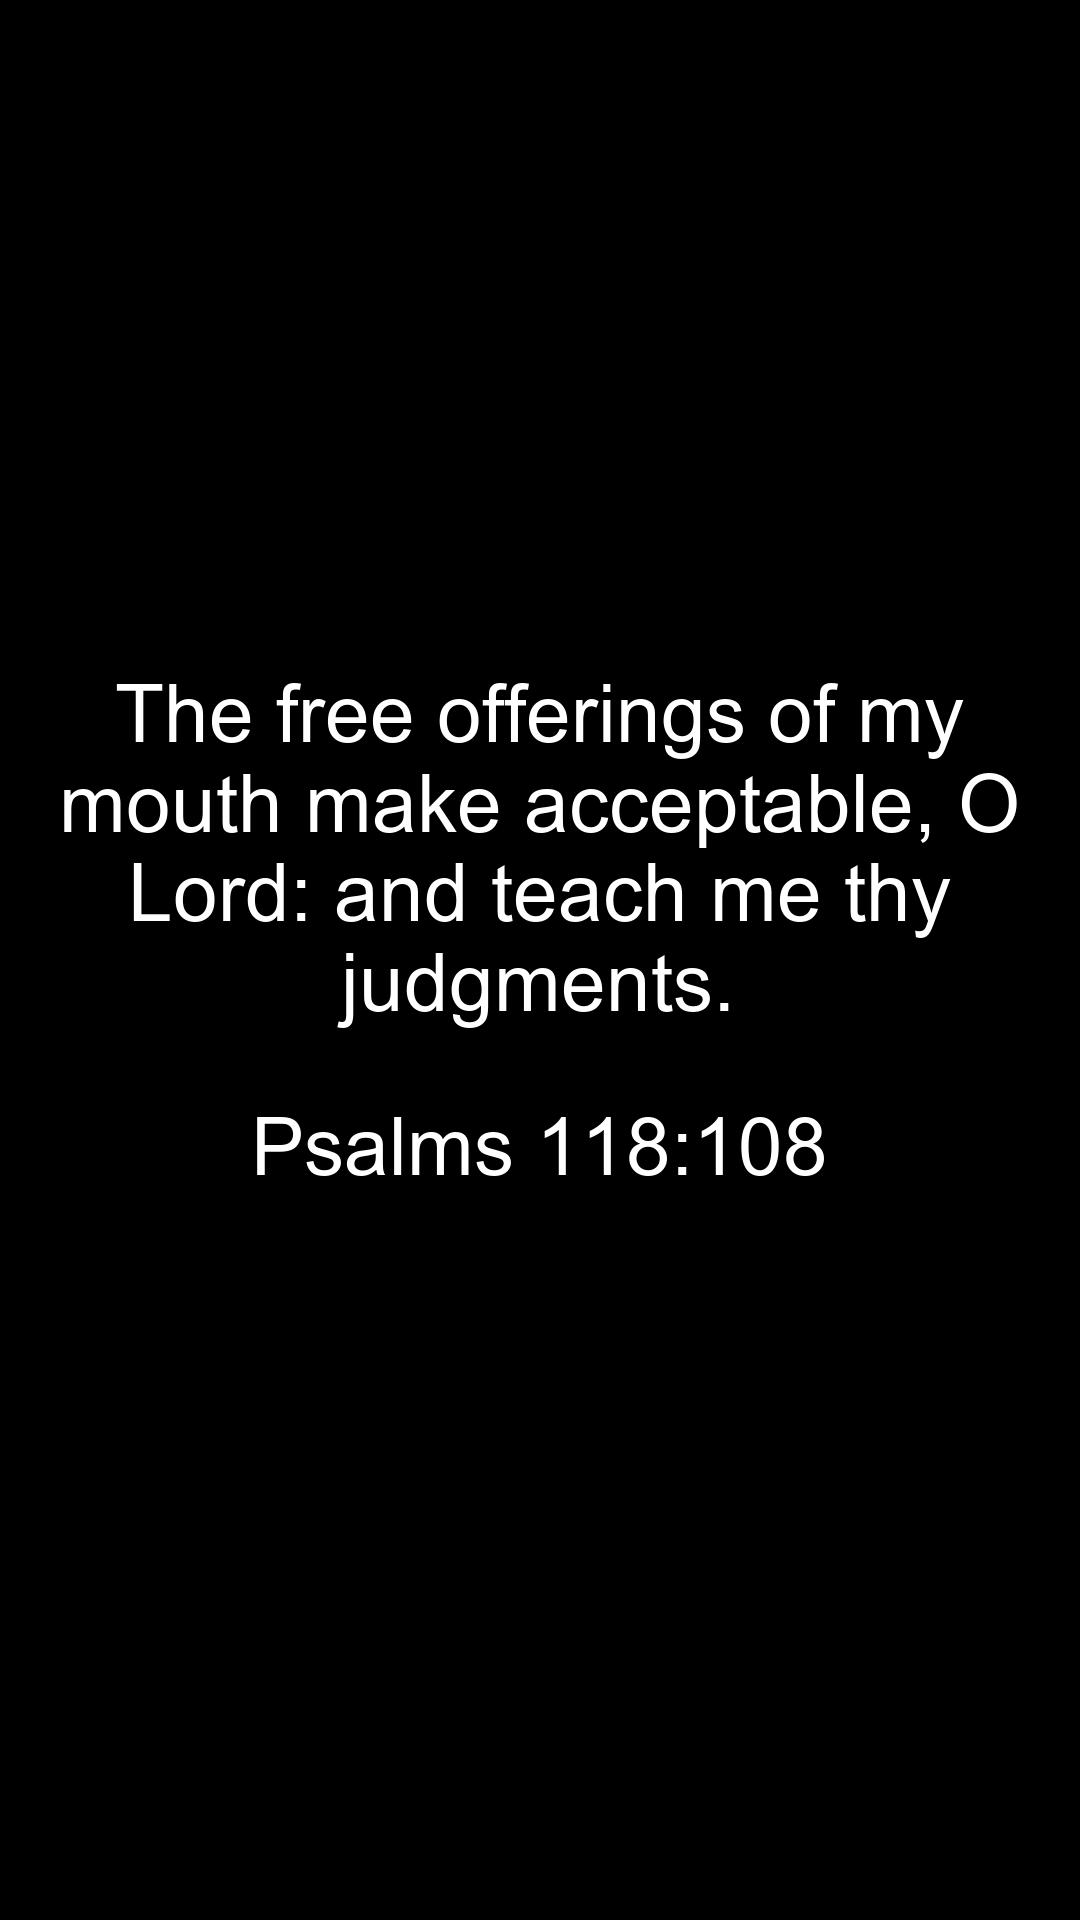 The free offerings of my
mouth make acceptable, O
Lord: and teach me thy
judgments.
Psalms 118:108